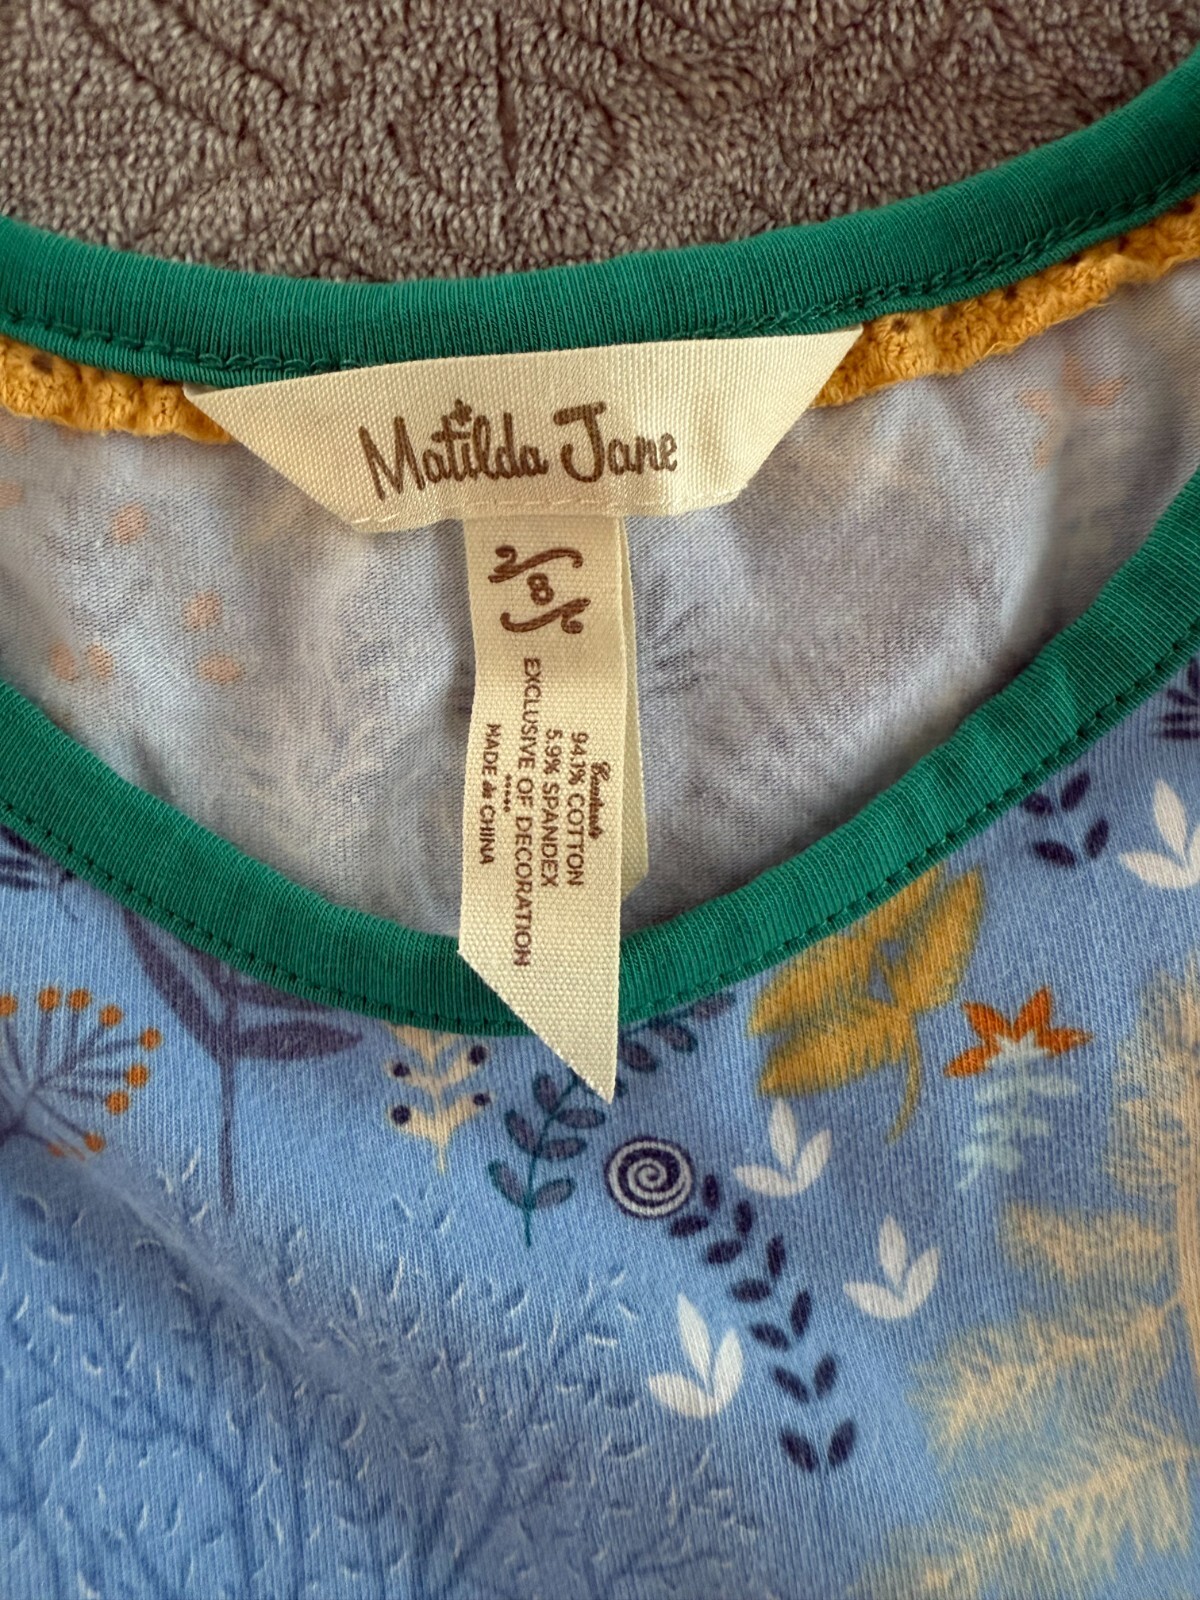 Matilda Jane
8
Contents
94.1% COTTON
5.9% SPANDEX
EXCLUSIVE OF DECORATION
MADE in CHINA